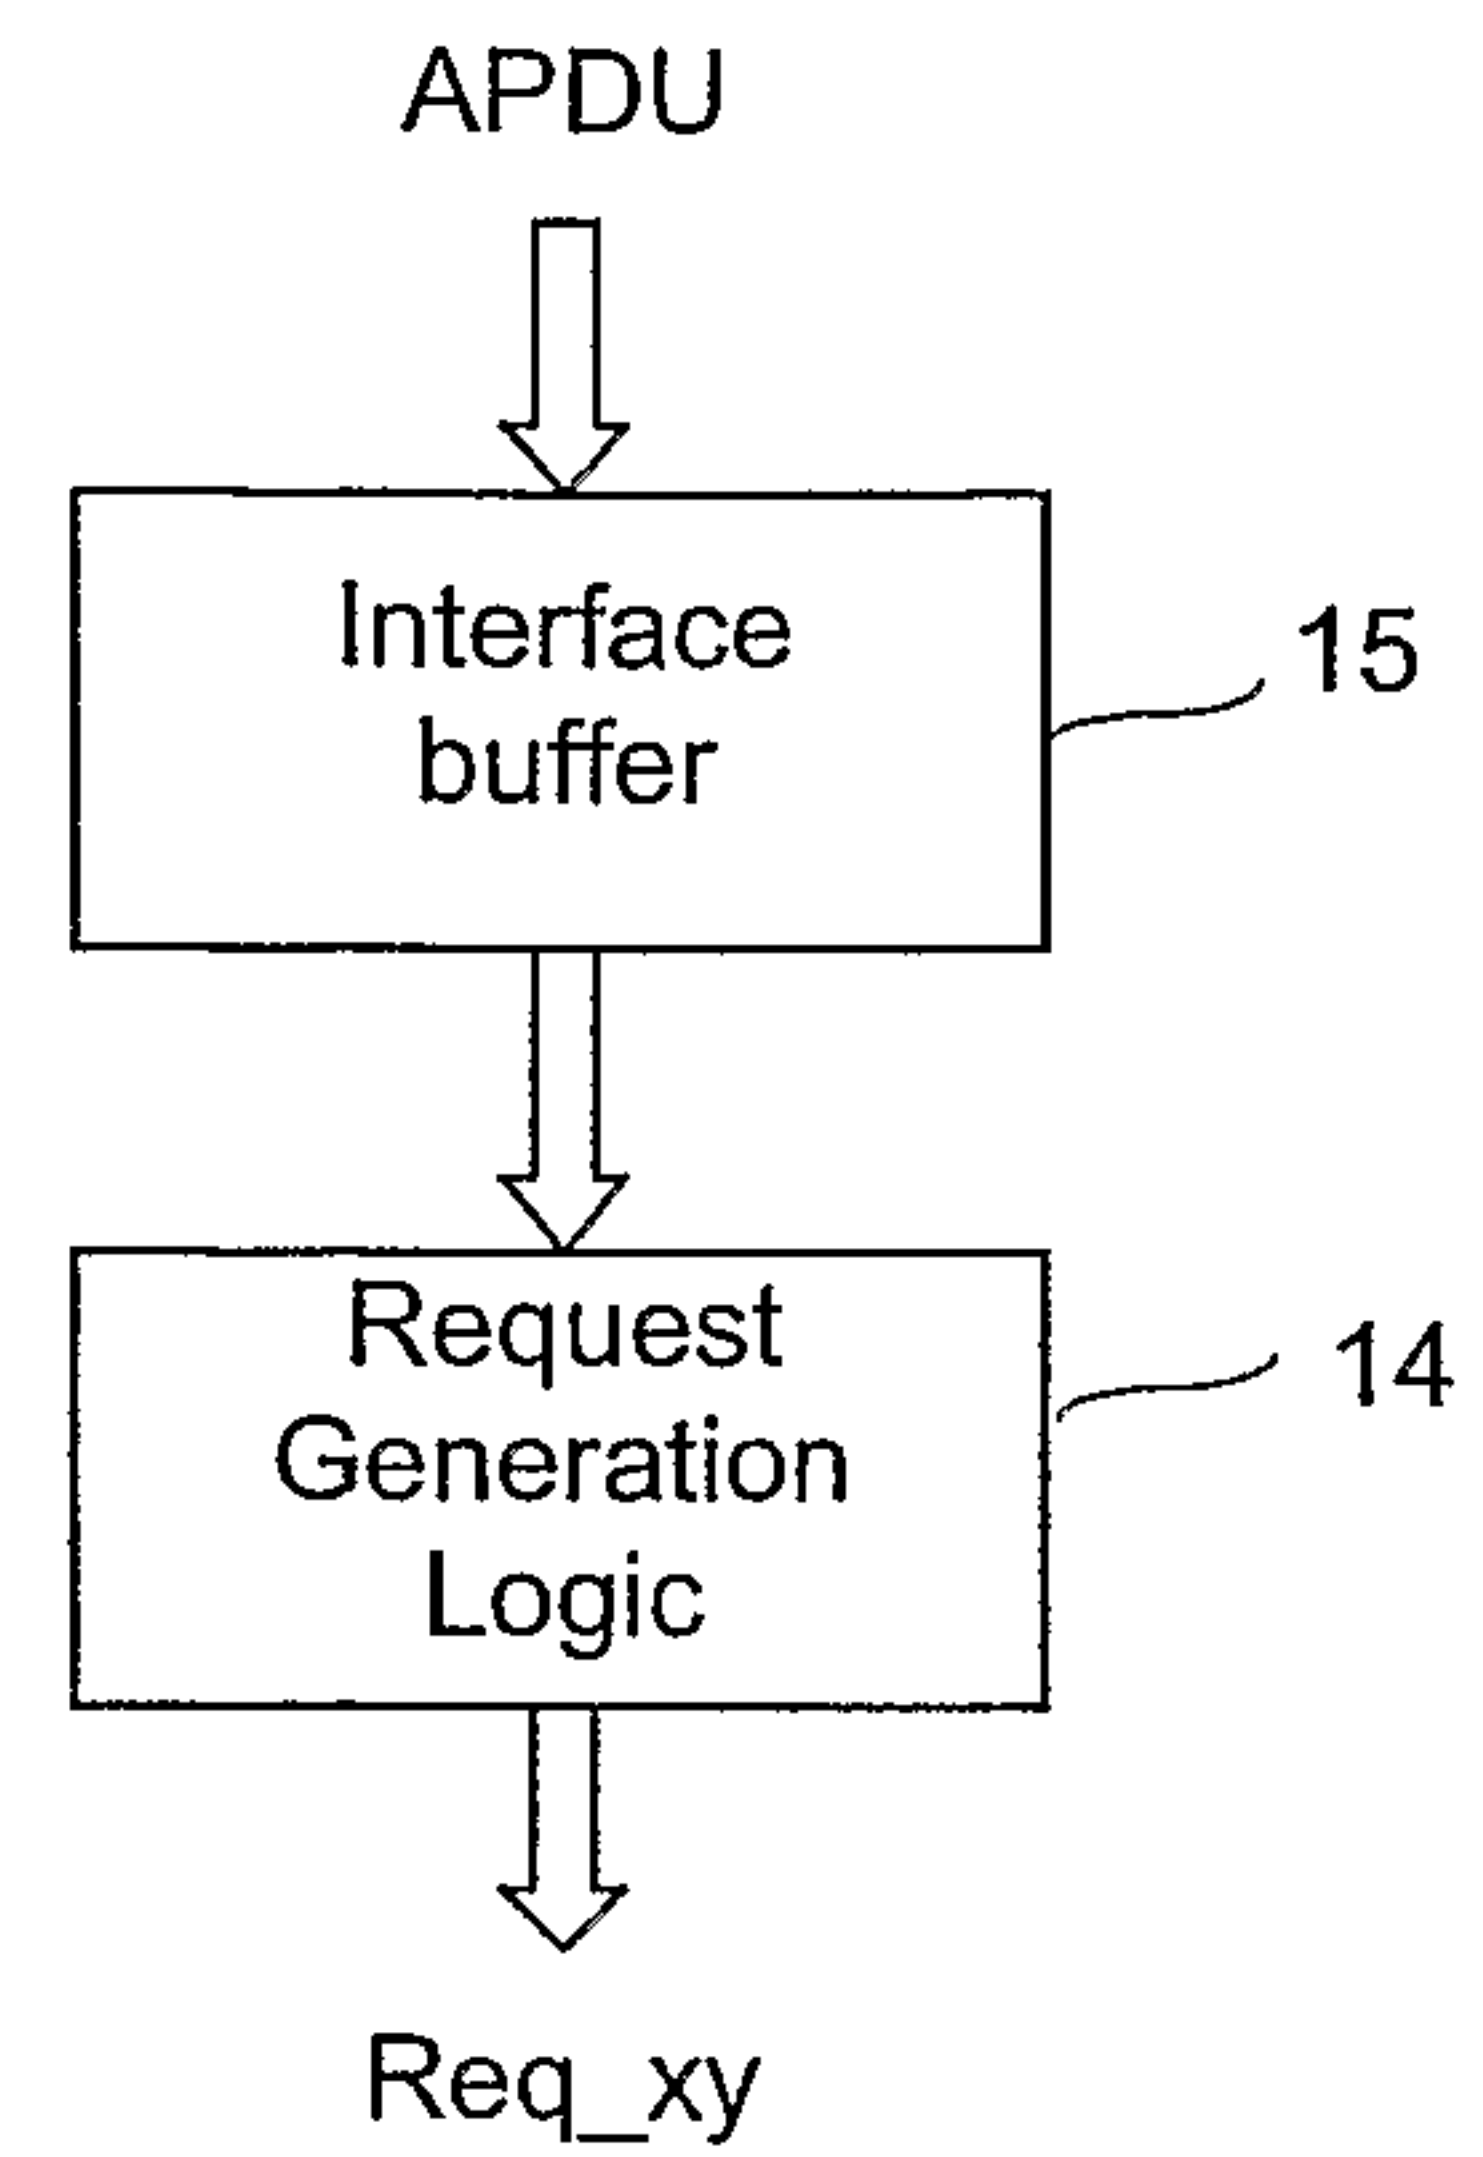 APDU
Interface
buffer
15
Request
Generation
Logic
14
Req_xy